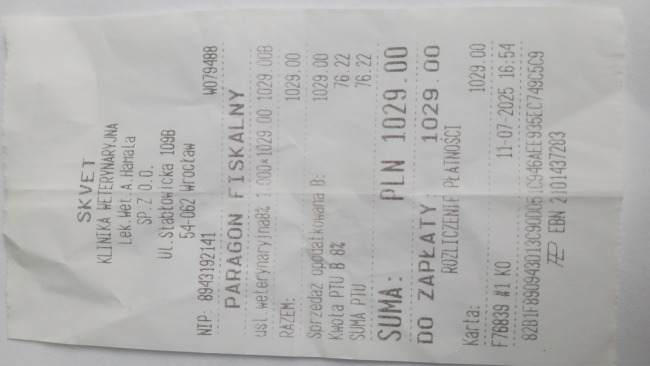 SKVET
KLINIKA WETERYNARYJNA
Lek.Wet.A.Hamala
SP.Z O.O.
Ul.Stabłowicka 109B
54-062 Wrocław
NIP: 8943192141 W079488
PARAGON FISKALNY
usl.weterynaryjna8% 1.000×1029.00 1029.00B
RAZEM: 1029.00
Sprzedaż opodatkowana B: 1029.00
Kwota PTU B 8% 76.22
SUMA PTU 76.22
SUMA: PLN 1029.00
DO ZAPŁATY: 1029.00
ROZLICZENIE PŁATNOŚCI
Karta: 1029.00
F76839 #1 KO 11-07-2025 16:54
EBN 2101437283